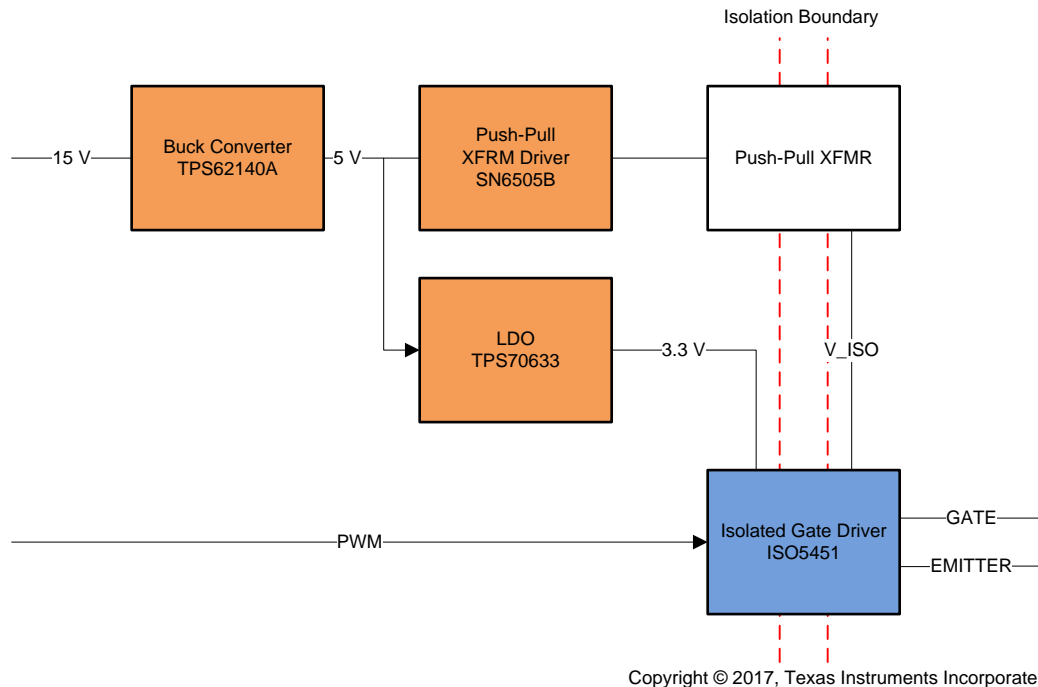 Isolation Boundary
15 V
Buck Converter
TPS62140A
5 V
Push-Pull
XFRM Driver
SN6505B
Push-Pull XFMR
LDO
TPS70633
3.3 V
V_ISO
PWM
Isolated Gate Driver
ISO5451
GATE
EMITTER
Copyright © 2017, Texas Instruments Incorporate